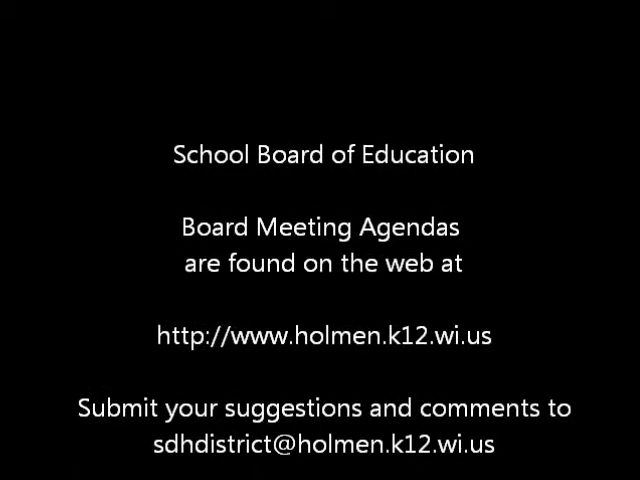 School Board of Education
Board Meeting Agendas
are found on the web at
http://www.holmen.k12.wi.us
Submit your suggestions and comments to
sdhdistrict@holmen.k12.wi.us